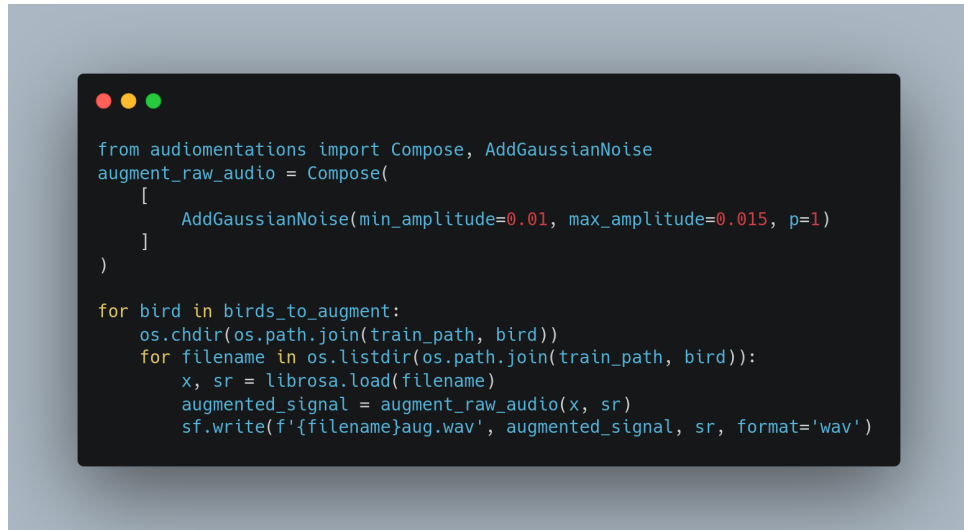 from audiomentations import Compose, AddGaussianNoise
augment_raw_audio = Compose(
    [
        AddGaussianNoise(min_amplitude=0.01, max_amplitude=0.015, p=1)
    ]
)

for bird in birds_to_augment:
    os.chdir(os.path.join(train_path, bird))
    for filename in os.listdir(os.path.join(train_path, bird)):
        x, sr = librosa.load(filename)
        augmented_signal = augment_raw_audio(x, sr)
        sf.write(f'{filename}aug.wav', augmented_signal, sr, format='wav')